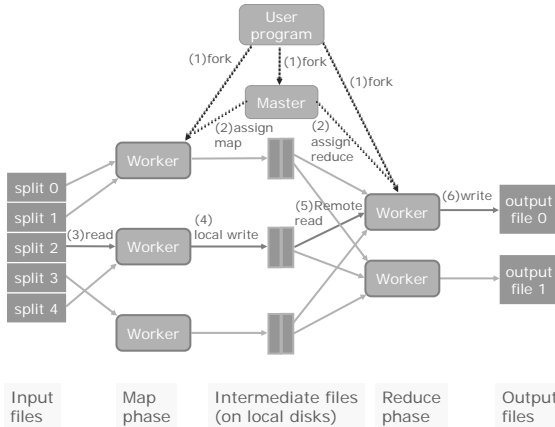 User
program
(1)fork
(1)fork
(1)fork
Master
(2)assign
map
(2)
assign
reduce
Worker
split 0
split 1
split 2
split 3
split 4
(3)read
Worker
(4)
local write
Worker
(5)Remote
read
Worker
(6)write
output
file 0
Worker
output
file 1
Input
files
Map
phase
Intermediate files
(on local disks)
Reduce
phase
Output
files